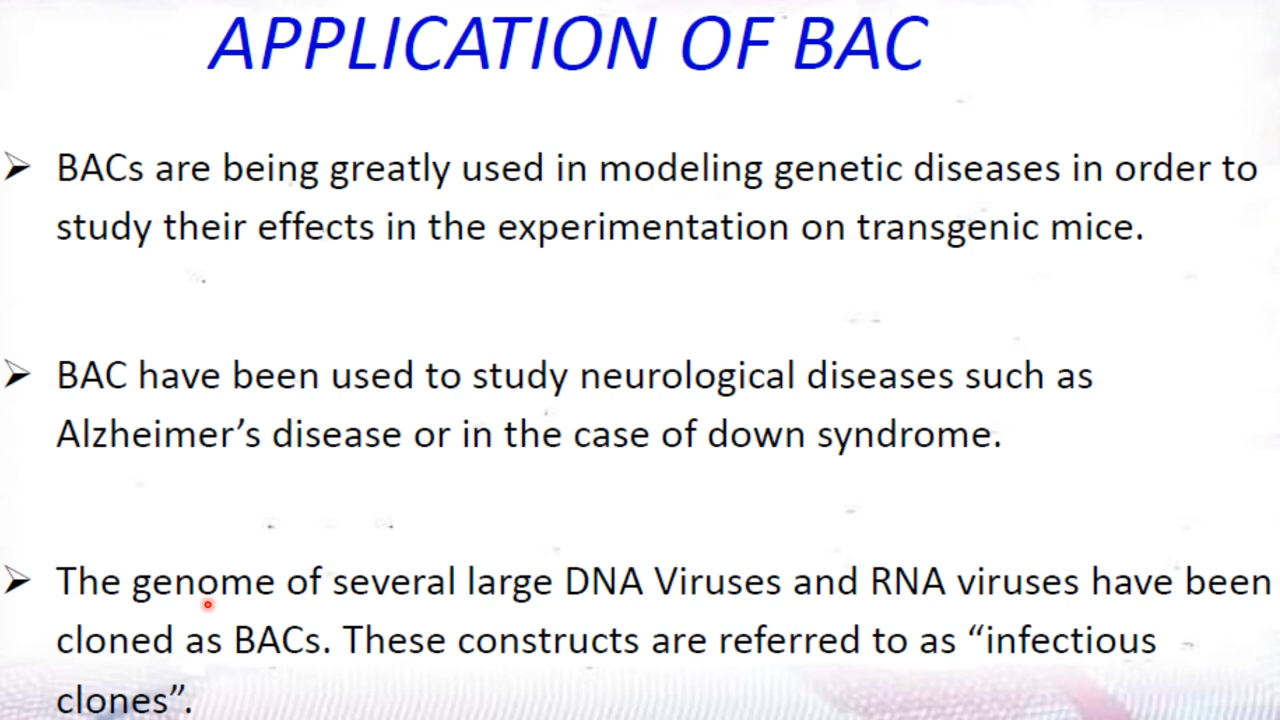 APPLICATION OF BAC
➢ BACs are being greatly used in modeling genetic diseases in order to
study their effects in the experimentation on transgenic mice.
➢ BAC have been used to study neurological diseases such as
Alzheimer’s disease or in the case of down syndrome.
➢ The genome of several large DNA Viruses and RNA viruses have been
cloned as BACs. These constructs are referred to as “infectious
clones”.